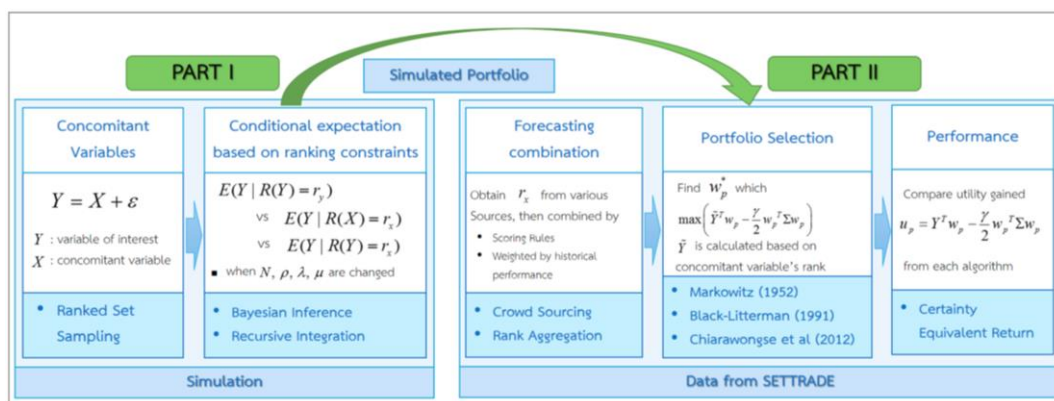 PART I
Simulated Portfolio
PART II
Concomitant
Variables
Y = X + ε
Y : variable of interest
X : concomitant variable
• Ranked Set
Sampling
Conditional expectation
based on ranking constraints
E(Y | R(Y) = r_y)
vs E(Y | R(X) = r_x)
vs E(Y | R(Y) = r_x)
▪ when N, ρ, λ, μ are changed
• Bayesian Inference
• Recursive Integration
Simulation
Forecasting
combination
Obtain r_x from various
Sources, then combined by
• Scoring Rules
• Weighted by historical
performance
• Crowd Sourcing
• Rank Aggregation
Portfolio Selection
Find w_p^* which
max(Ỹ^T w_p − γ/2 w_p^T Σw_p)
Ỹ is calculated based on
concomitant variable's rank
• Markowitz (1952)
• Black-Litterman (1991)
• Chiarawongse et al (2012)
Performance
Compare utility gained
u_p = Y^T w_p − γ/2 w_p^T Σw_p
from each algorithm
• Certainty
Equivalent Return
Data from SETTRADE